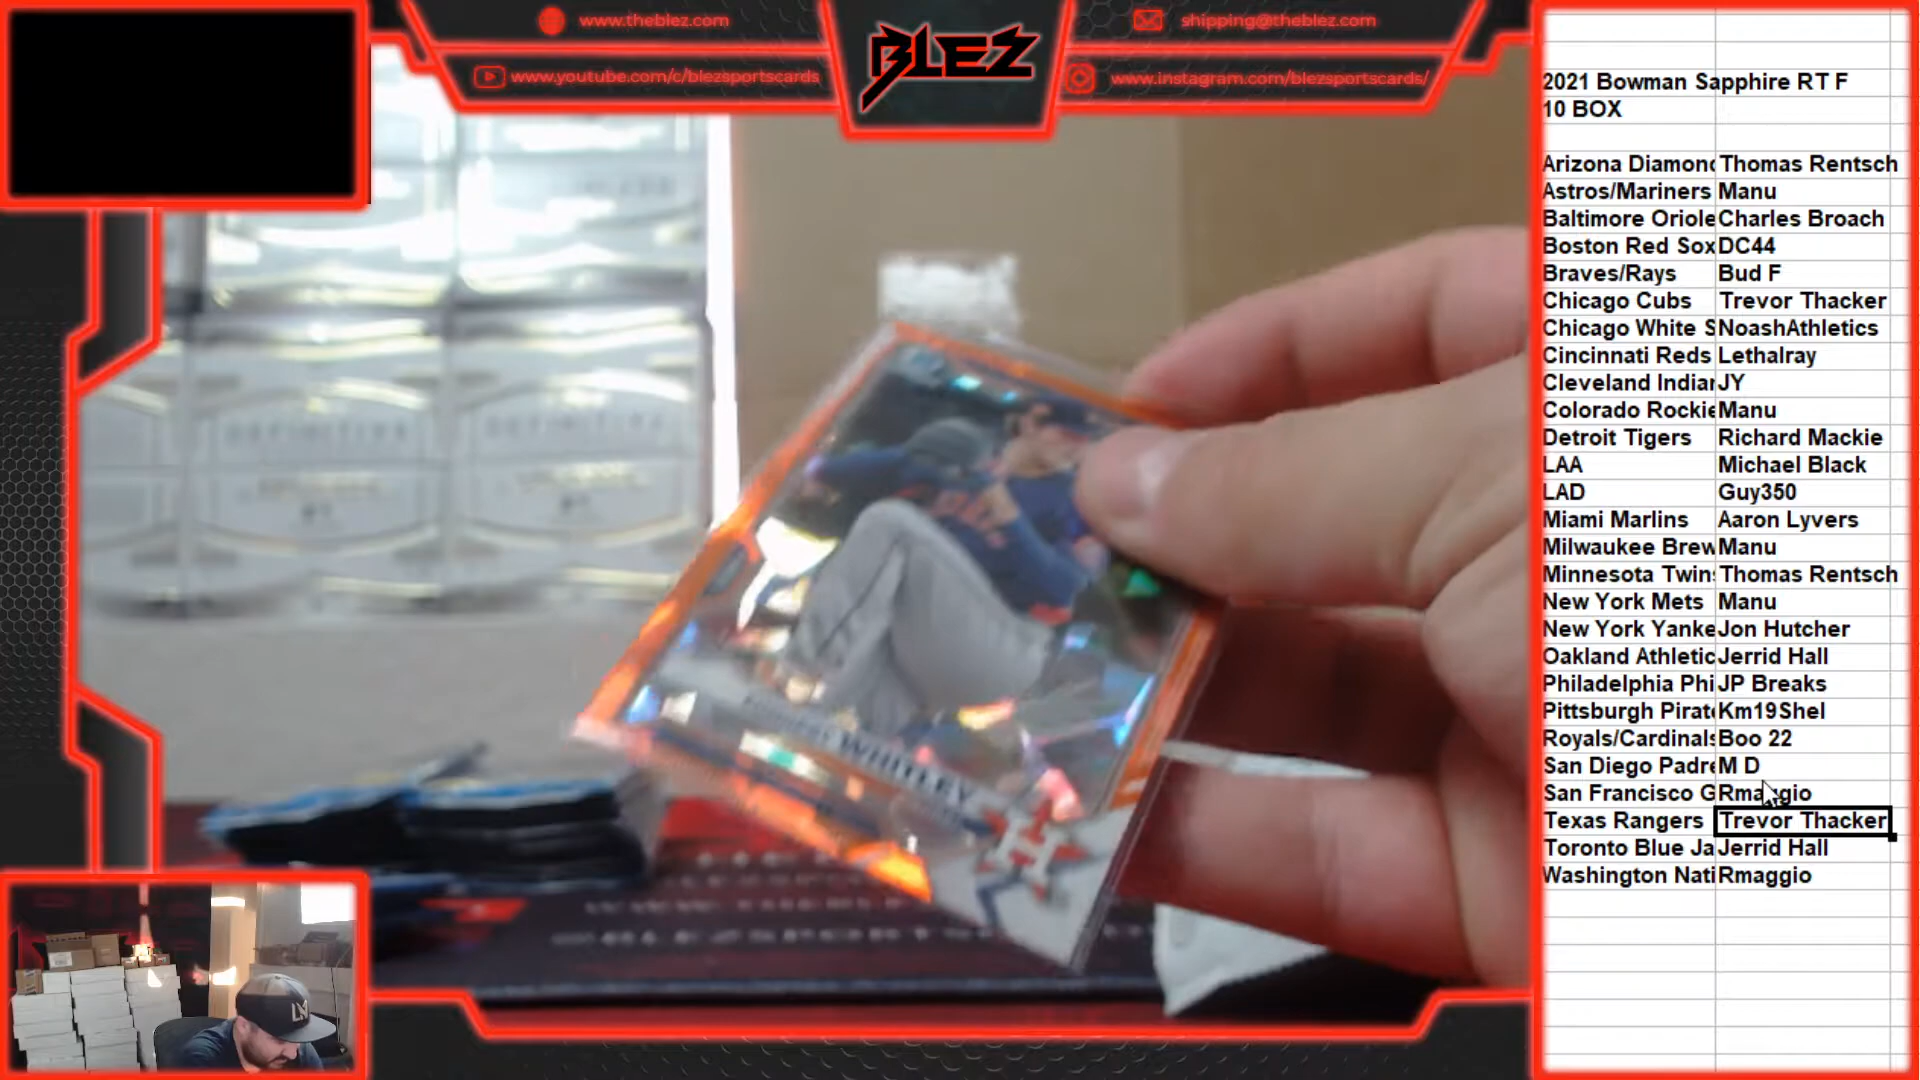 www.theblez.com
www.youtube.com/c/blezsportscards
BLEZ
shipping@theblez.com
www.instagram.com/blezsportscards/
2021 Bowman Sapphire RT F
10 BOX
Arizona Diamond Thomas Rentsch
Astros/Mariners Manu
Baltimore Oriole Charles Broach
Boston Red Sox DC44
Braves/Rays Bud F
Chicago Cubs Trevor Thacker
Chicago White S NoashAthletics
Cincinnati Reds Lethalray
Cleveland Indian JY
Colorado Rockie Manu
Detroit Tigers Richard Mackie
LAA Michael Black
LAD Guy350
Miami Marlins Aaron Lyvers
Milwaukee Brew Manu
Minnesota Twins Thomas Rentsch
New York Mets Manu
New York Yanke Jon Hutcher
Oakland Athletic Jerrid Hall
Philadelphia Phi JP Breaks
Pittsburgh Pirate Km19Shel
Royals/Cardinals Boo 22
San Diego Padre M D
San Francisco G Rmaggio
Texas Rangers Trevor Thacker
Toronto Blue Ja Jerrid Hall
Washington Nati Rmaggio
WHITLEY
H
DEFINITIVE
LA